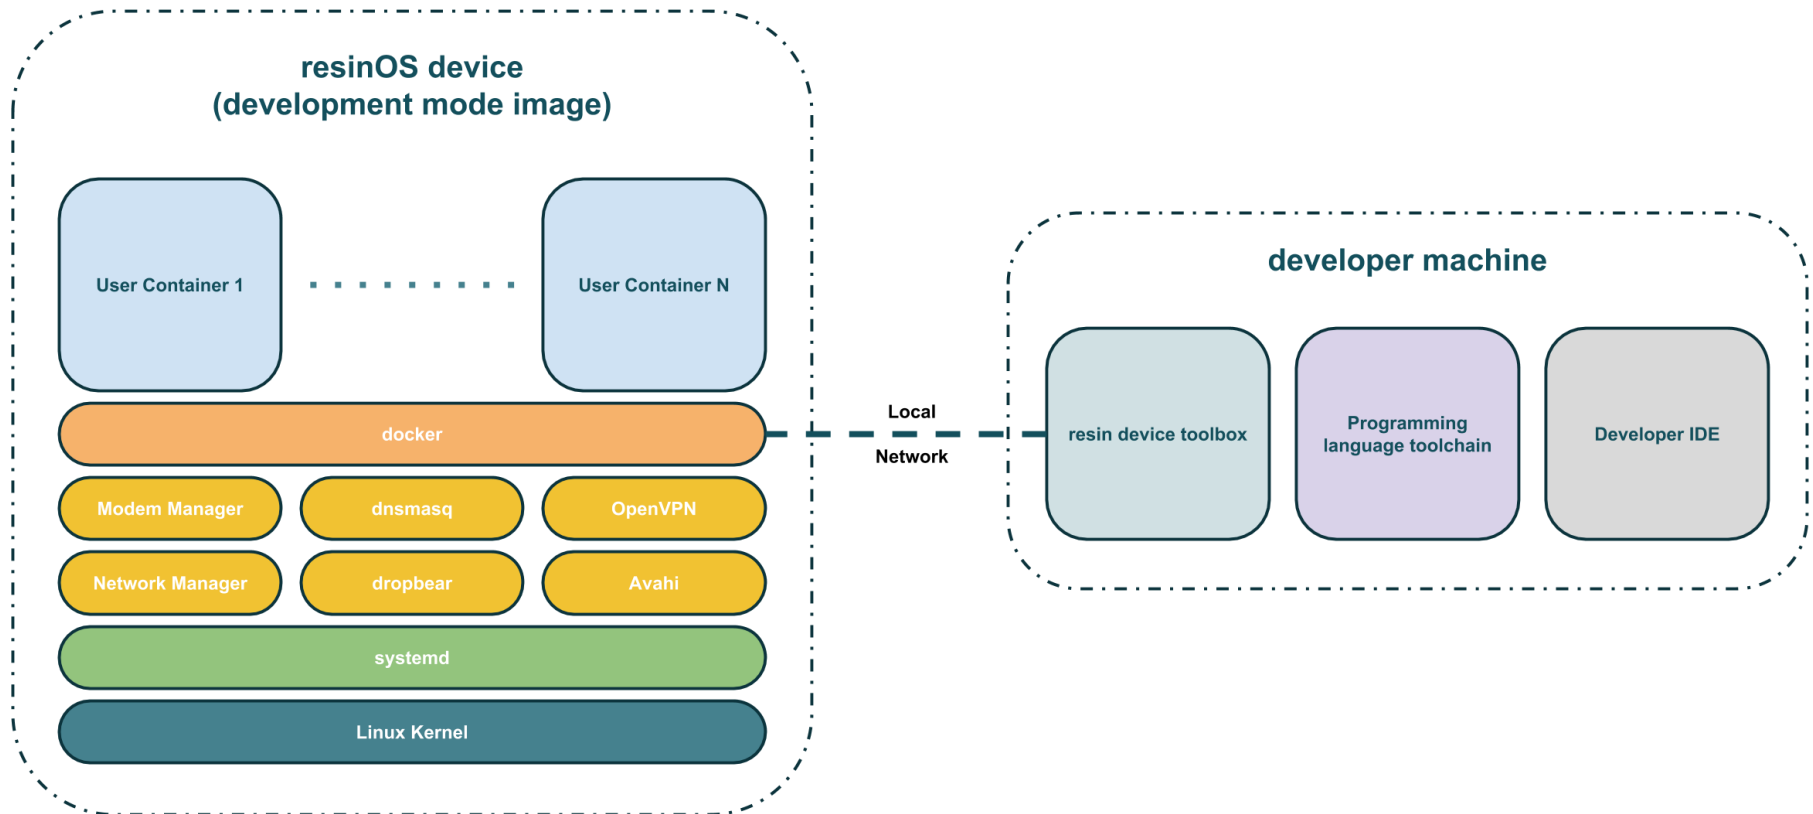 resinOS device
(development mode image)
User Container 1
User Container N
docker
Modem Manager
dnsmasq
OpenVPN
Network Manager
dropbear
Avahi
systemd
Linux Kernel
Local
Network
developer machine
resin device toolbox
Programming
language toolchain
Developer IDE